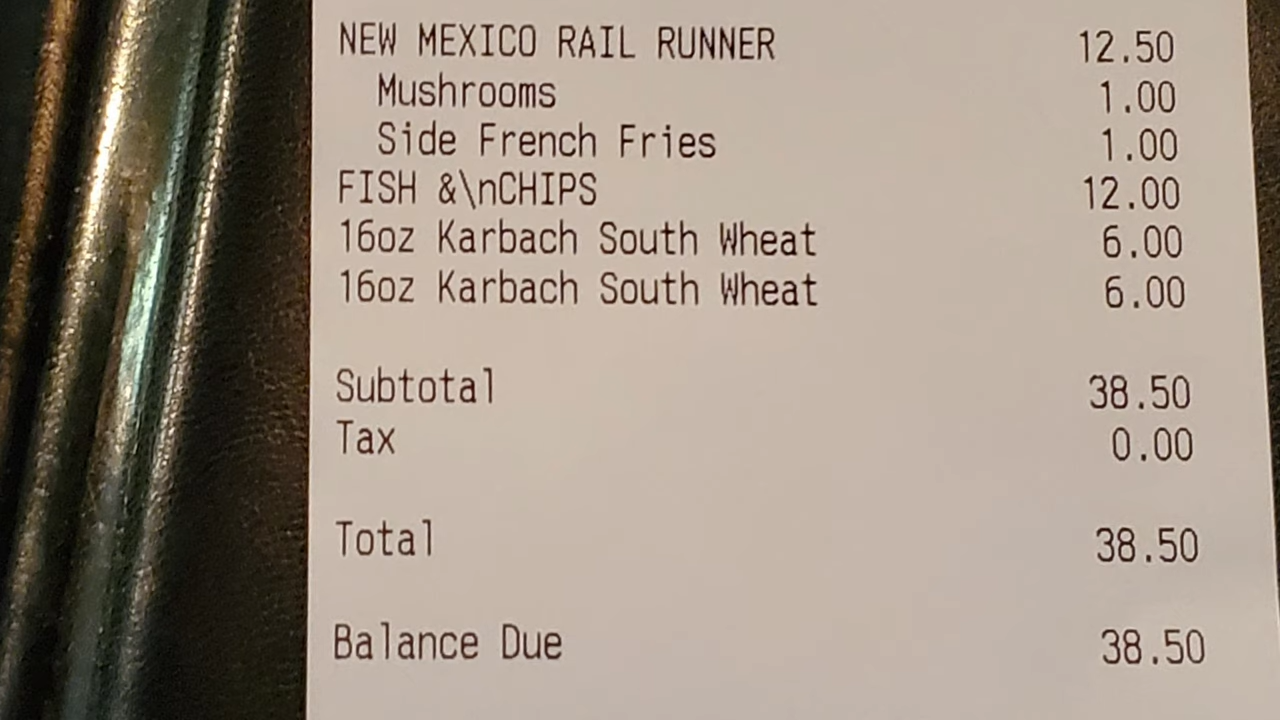 NEW MEXICO RAIL RUNNER 12.50
Mushrooms 1.00
Side French Fries 1.00
FISH &\nCHIPS 12.00
16oz Karbach South Wheat 6.00
16oz Karbach South Wheat 6.00
Subtotal 38.50
Tax 0.00
Total 38.50
Balance Due 38.50